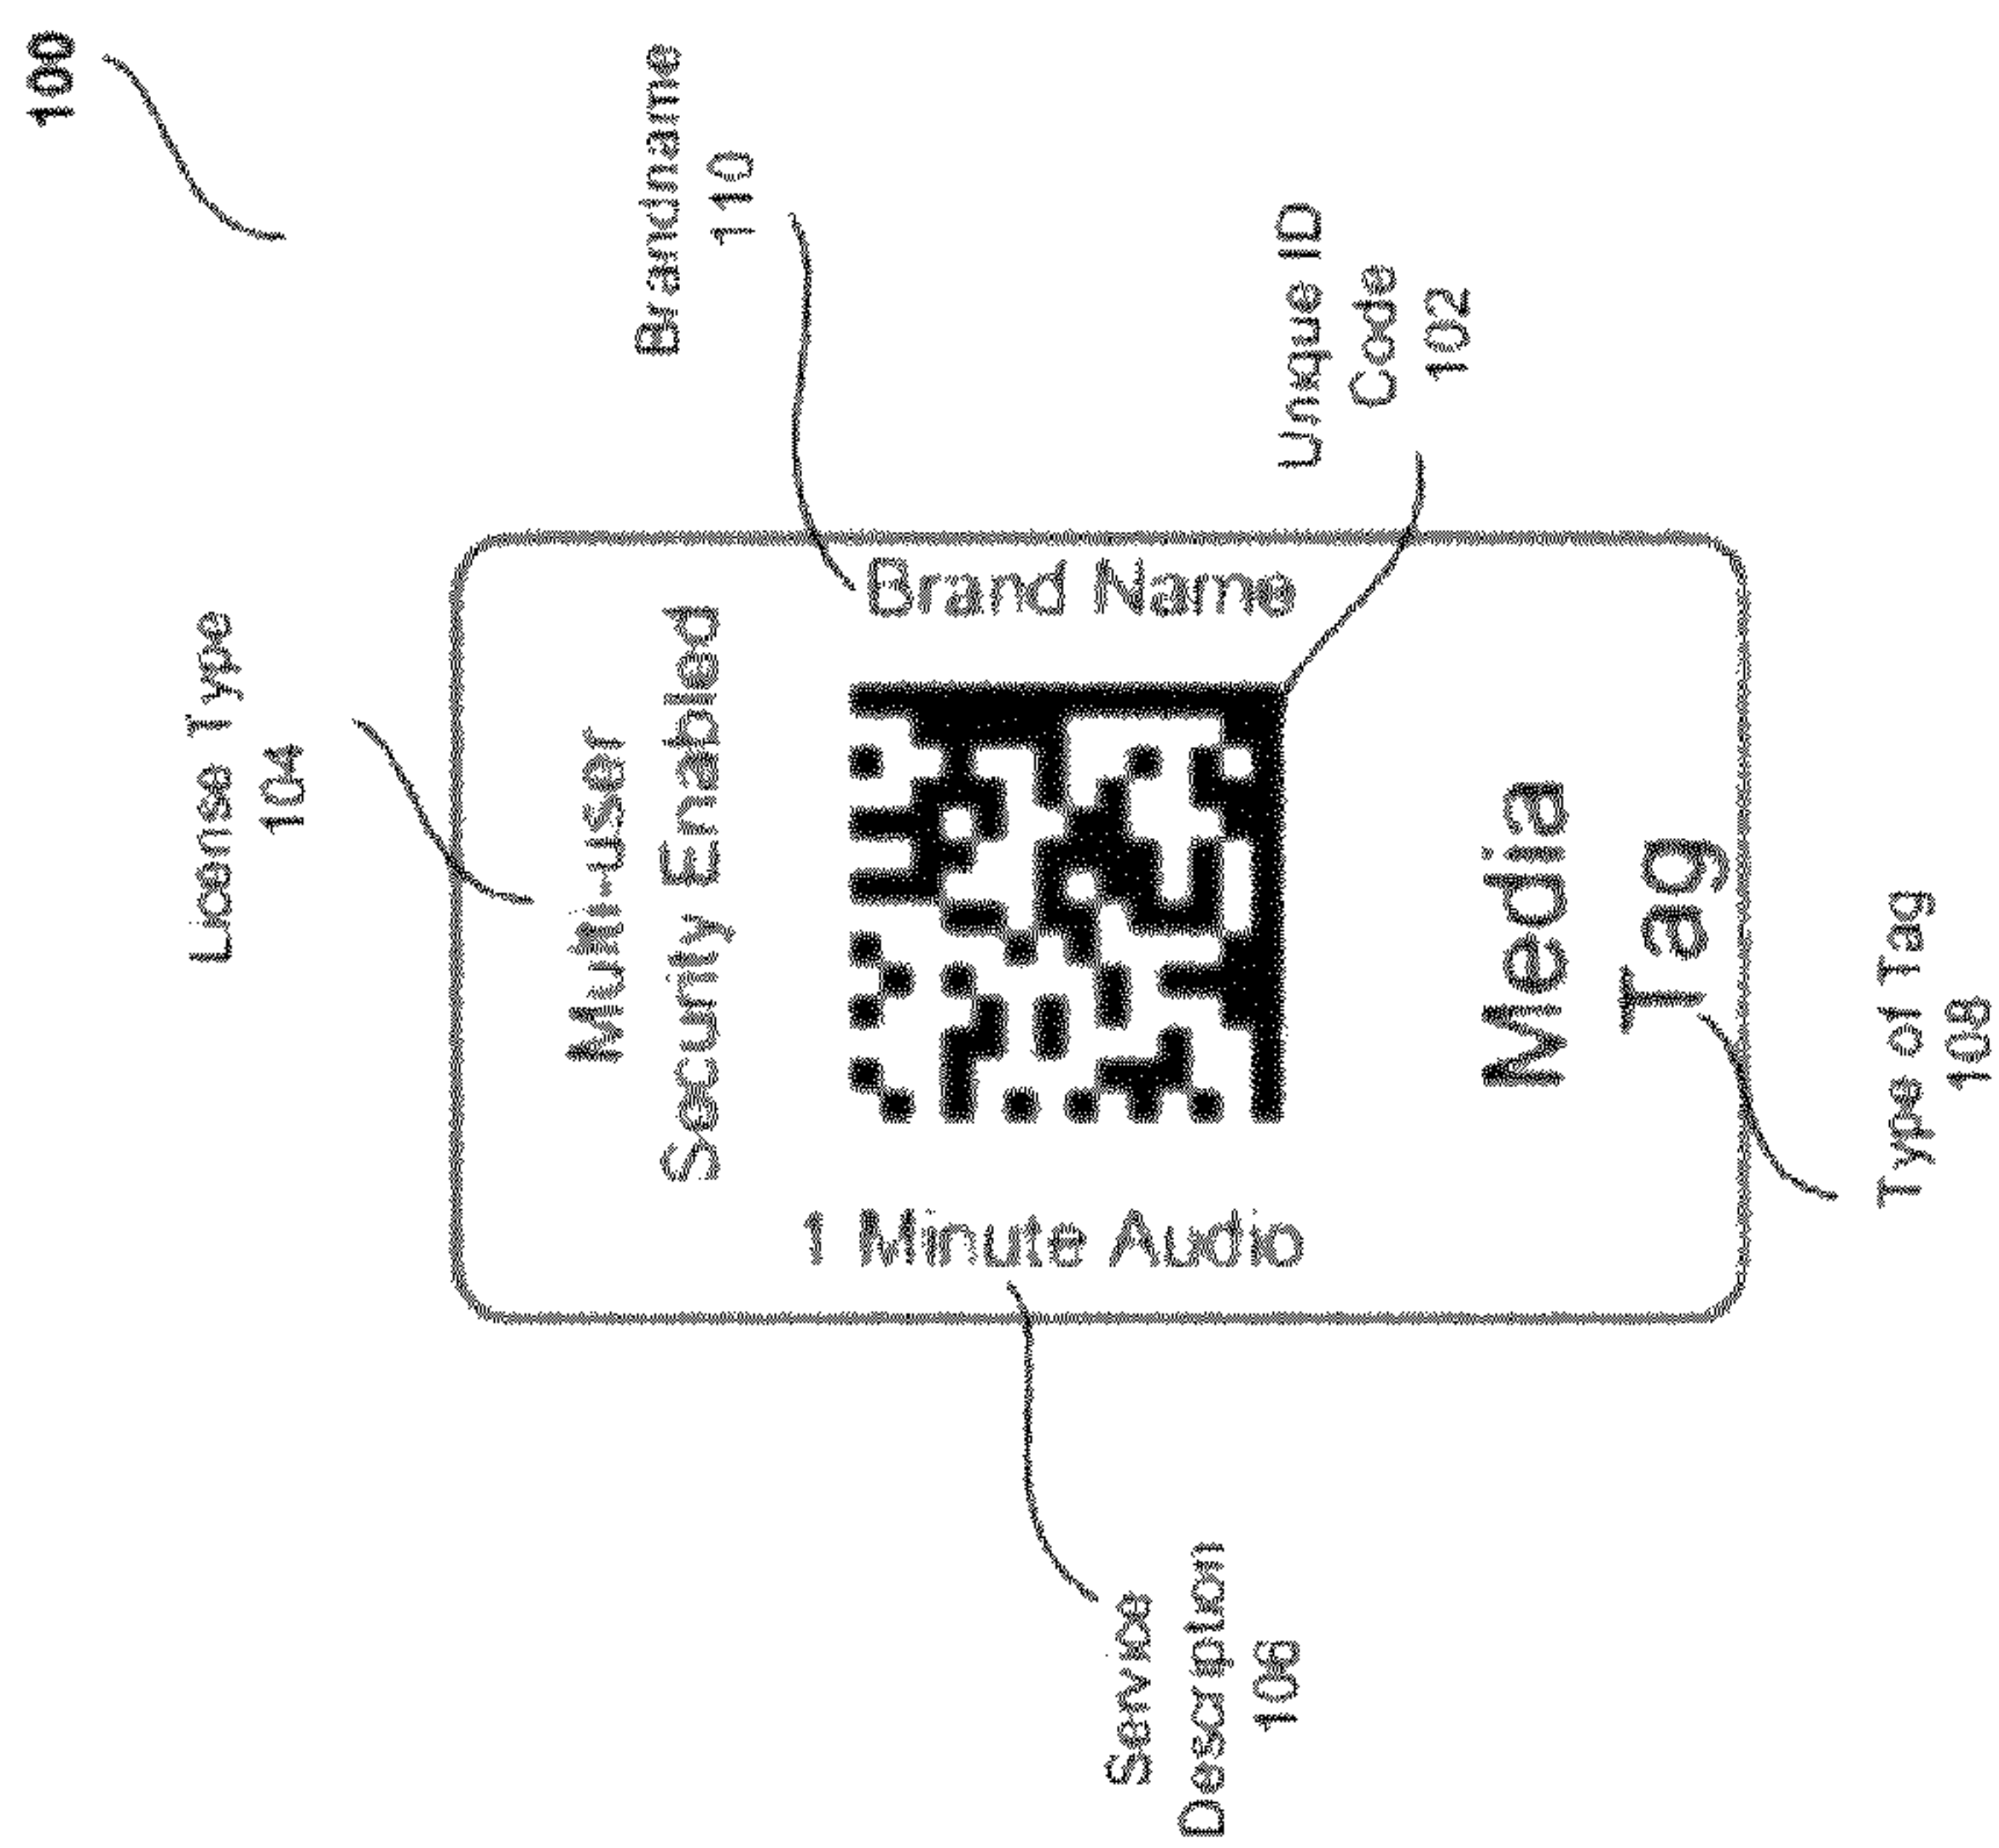 100
License Type
104
Brandname
110
Multi-user
Security Enabled
Brand Name
Unique ID
Code
102
1 Minute Audio
Media
Tag
Service
Description
106
Type of Tag
108